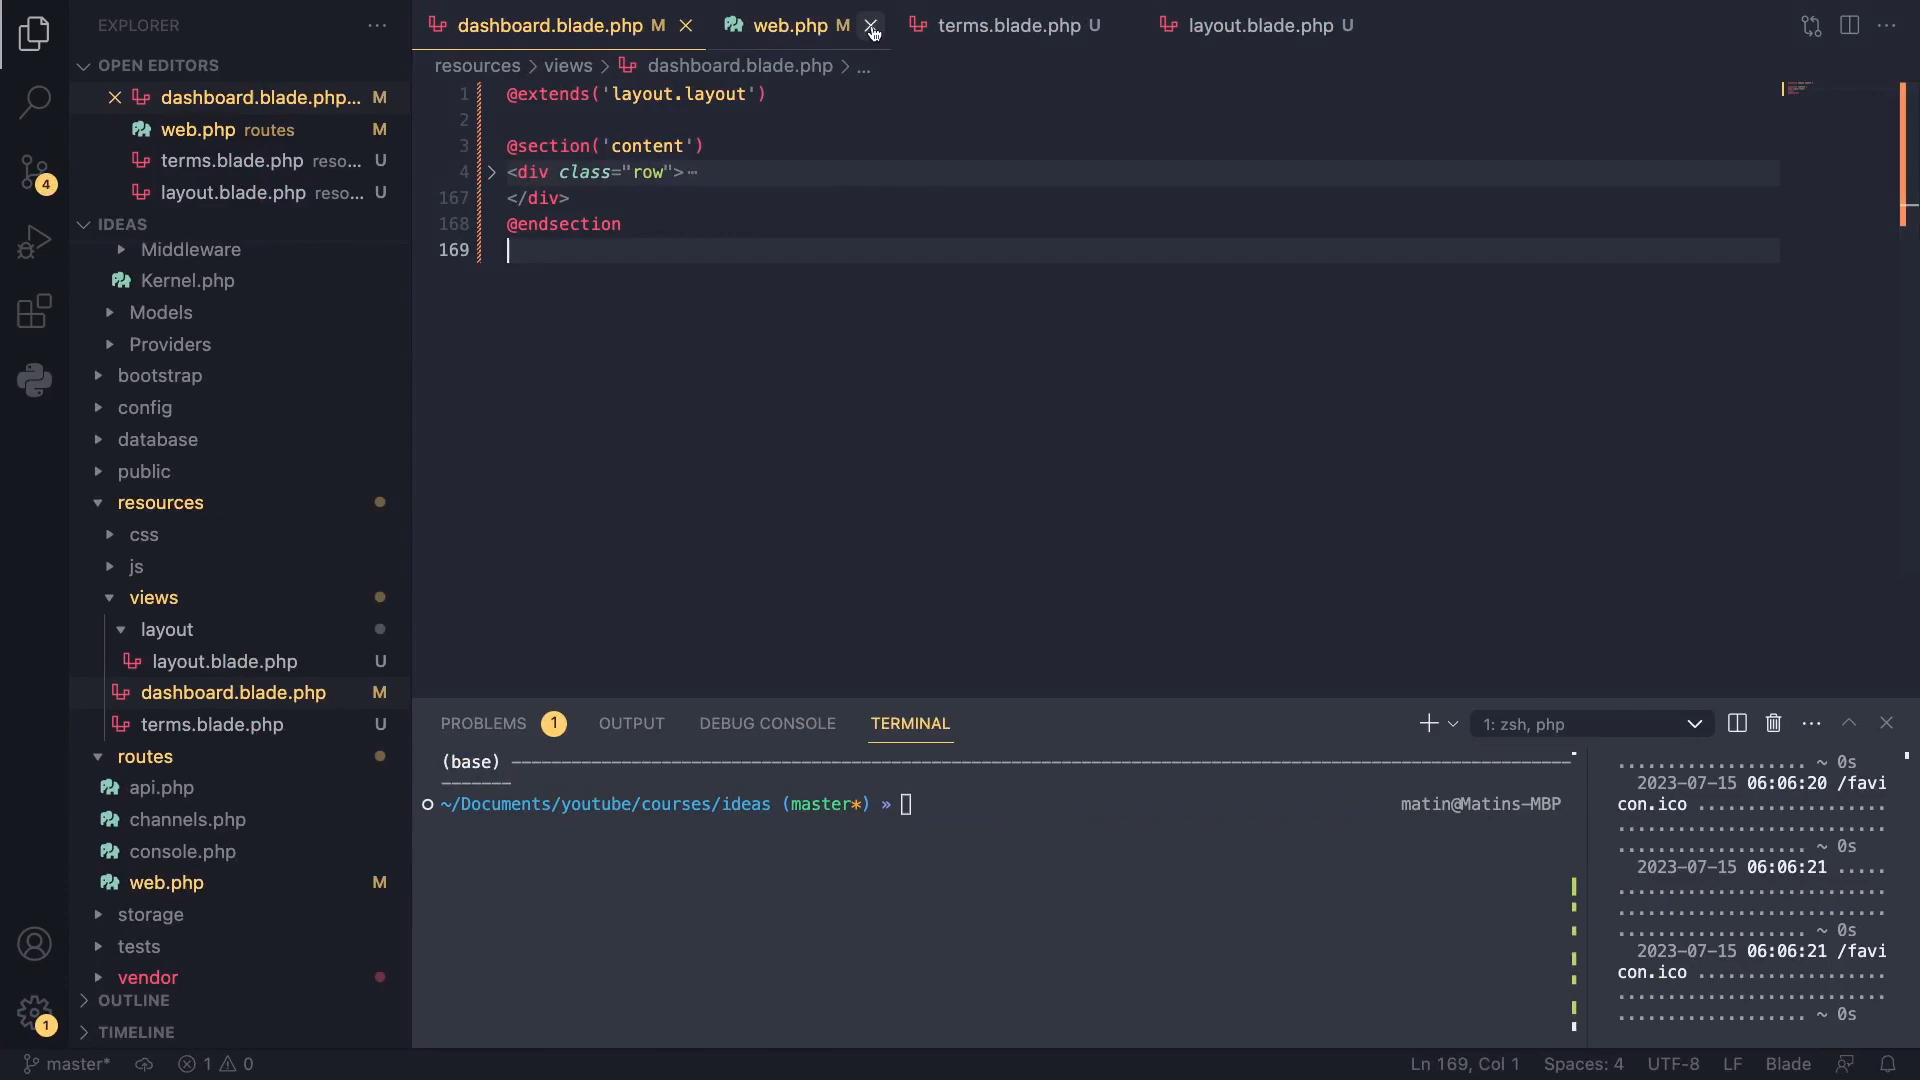 EXPLORER
OPEN EDITORS
dashboard.blade.php... M
web.php routes M
terms.blade.php reso... U
layout.blade.php reso... U
IDEAS
Middleware
Kernel.php
Models
Providers
bootstrap
config
database
public
resources
css
js
views
layout
layout.blade.php U
dashboard.blade.php M
terms.blade.php U
routes
api.php
channels.php
console.php
web.php M
storage
tests
vendor
OUTLINE
TIMELINE
4
1
dashboard.blade.php M
web.php M
terms.blade.php U
layout.blade.php U
resources > views > dashboard.blade.php > ...
1 @extends('layout.layout')
2
3 @section('content')
4 <div class="row">
167 </div>
168 @endsection
169
PROBLEMS 1 OUTPUT DEBUG CONSOLE TERMINAL
1: zsh, php
(base) ----------
~/Documents/youtube/courses/ideas (master*) » matin@Matins-MBP
................... ~ 0s
2023-07-15 06:06:20 /favi
con.ico ...................
...........................
................... ~ 0s
2023-07-15 06:06:21 .....
...........................
...........................
................... ~ 0s
2023-07-15 06:06:21 /favi
con.ico ...................
...........................
................... ~ 0s
master* 1 0 Ln 169, Col 1 Spaces: 4 UTF-8 LF Blade